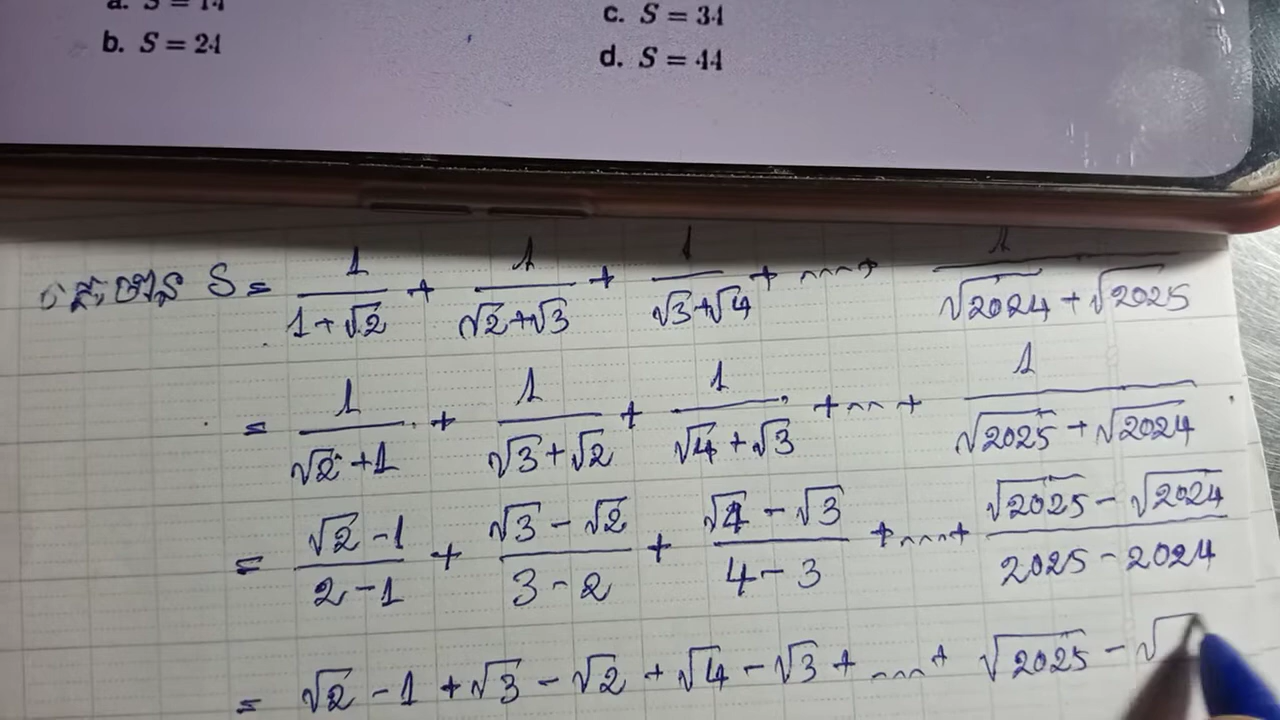 a. S = 14
b. S = 24
c. S = 34
d. S = 44
S = 1/(1+√2) + 1/(√2+√3) + 1/(√3+√4) + ... + 1/(√2024 + √2025)
= 1/(√2+1) + 1/(√3+√2) + 1/(√4+√3) + ... + 1/(√2025 + √2024)
= (√2-1)/(2-1) + (√3-√2)/(3-2) + (√4-√3)/(4-3) + ... + (√2025-√2024)/(2025-2024)
= √2 - 1 + √3 - √2 + √4 - √3 + ... + √2025 - √